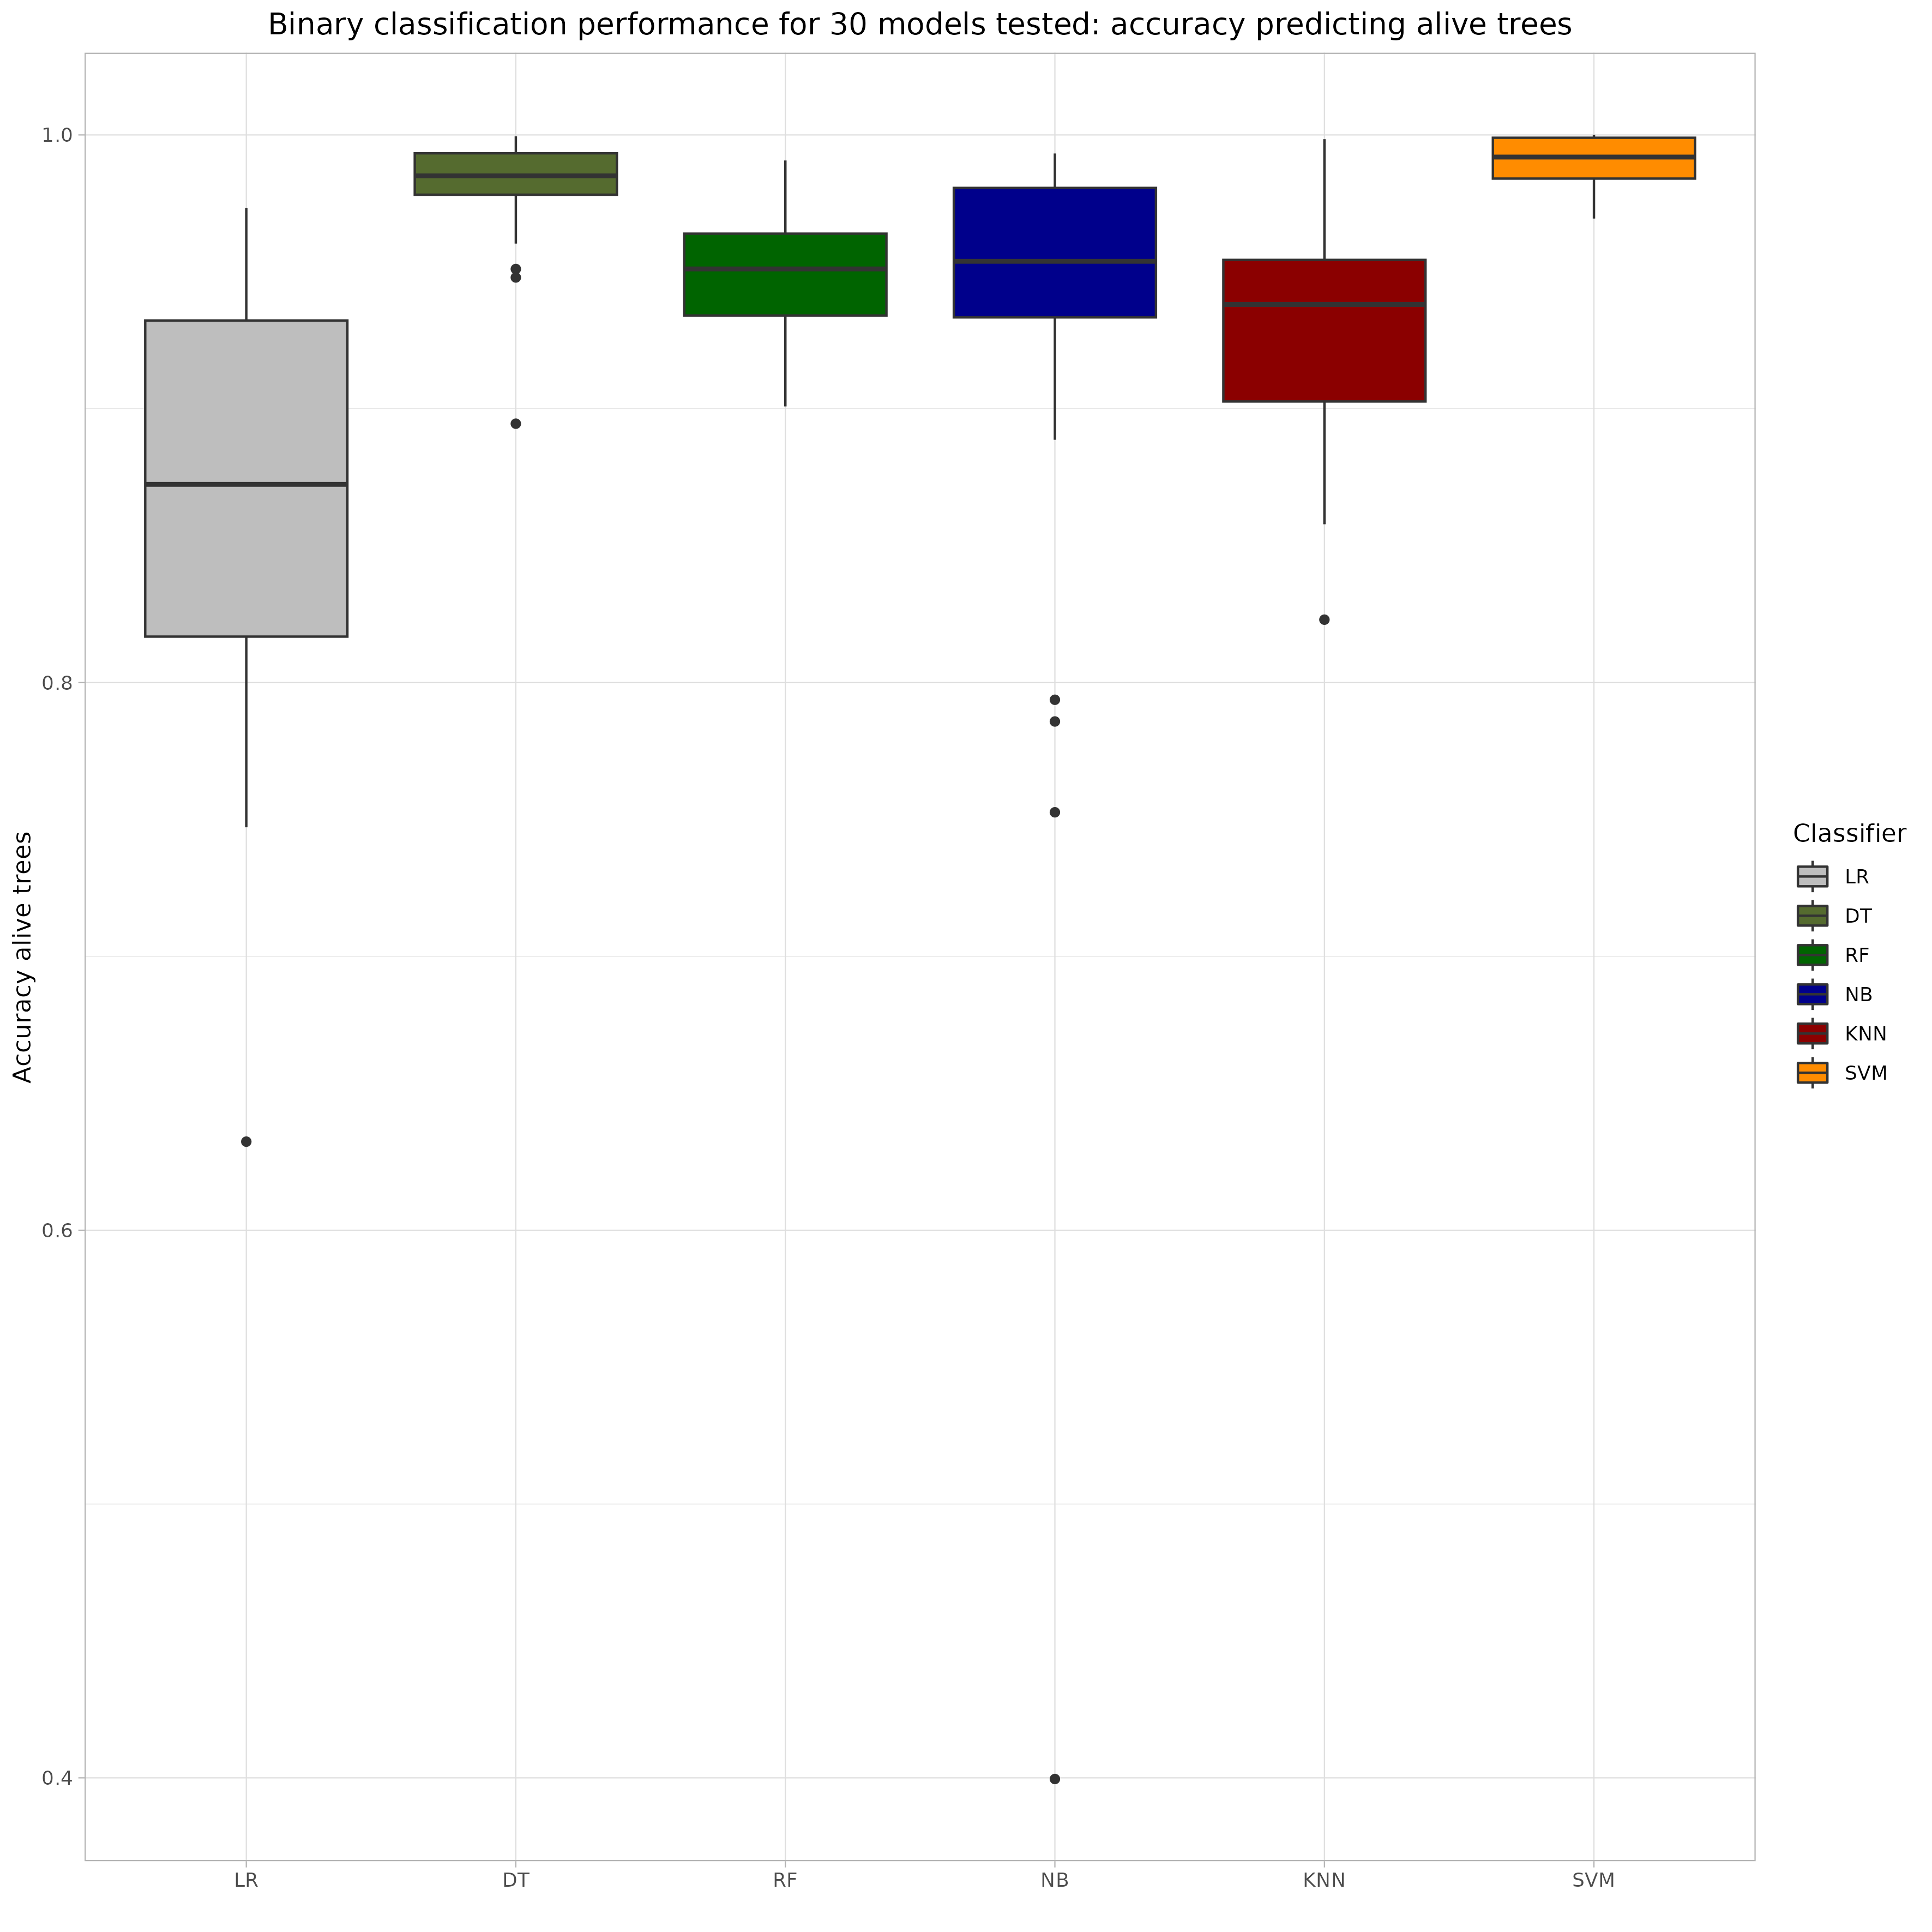 Binary classification performance for 30 models tested: accuracy predicting alive trees
1.0
0.8
0.6
0.4
Accuracy alive trees
LR
DT
RF
NB
KNN
SVM
Classifier
LR
DT
RF
NB
KNN
SVM